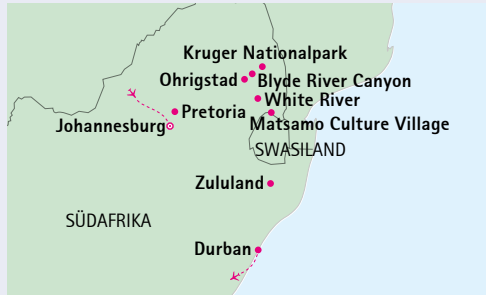 Kruger Nationalpark
Ohrigstad
Blyde River Canyon
White River
Pretoria
Johannesburg
Matsamo Culture Village
SWASILAND
Zululand
SÜDAFRIKA
Durban